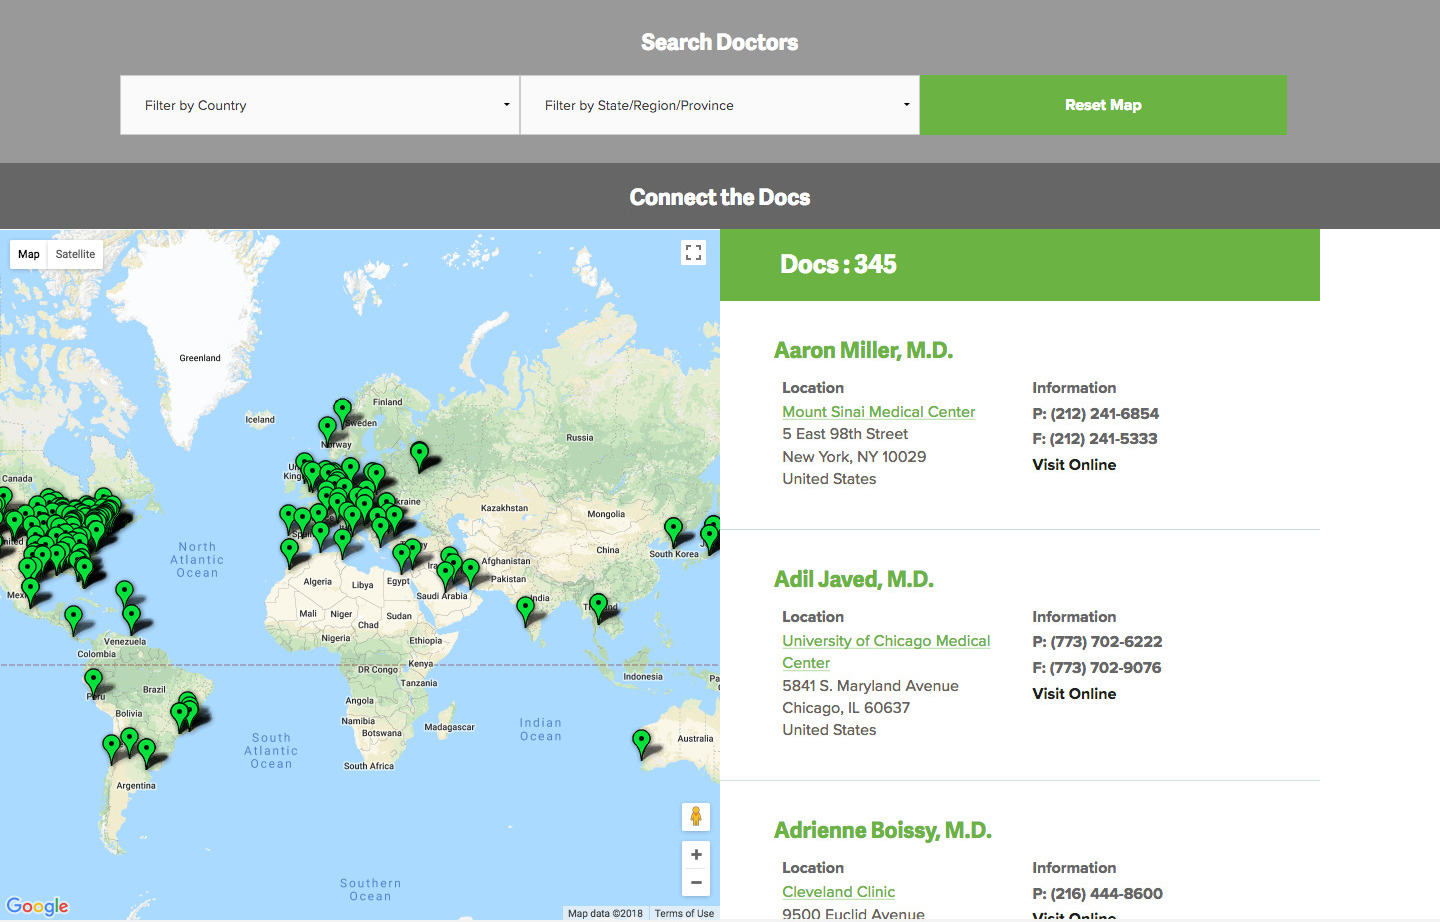 Search Doctors
Filter by Country
Filter by State/Region/Province
Reset Map
Connect the Docs
Map
Satellite
Greenland
Iceland
Finland
Sweden
Norway
Russia
Canada
Kazakhstan
Mongolia
North
Atlantic
Ocean
China
South Korea
Afghanistan
Pakistan
Algeria
Libya
Egypt
Saudi Arabia
Mali
Niger
Chad
Sudan
Nigeria
Ethiopia
Venezuela
Colombia
Kenya
DR Congo
Tanzania
Indonesia
Brazil
Bolivia
Angola
Namibia
Botswana
Madagascar
South Africa
South
Atlantic
Ocean
Indian
Ocean
Australia
Argentina
Southern
Ocean
Google
Map data ©2018
Terms of Use
Docs : 345
Aaron Miller, M.D.
Location
Mount Sinai Medical Center
5 East 98th Street
New York, NY 10029
United States
Information
P: (212) 241-6854
F: (212) 241-5333
Visit Online
Adil Javed, M.D.
Location
University of Chicago Medical
Center
5841 S. Maryland Avenue
Chicago, IL 60637
United States
Information
P: (773) 702-6222
F: (773) 702-9076
Visit Online
Adrienne Boissy, M.D.
Location
Cleveland Clinic
9500 Euclid Avenue
Information
P: (216) 444-8600
Visit Online